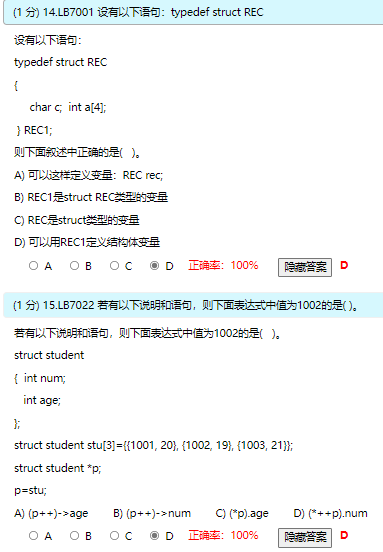 (1 分) 14.LB7001 设有以下语句：typedef struct REC
设有以下语句：
typedef struct REC
{
char c;  int a[4];
} REC1;
则下面叙述中正确的是(   )。
A) 可以这样定义变量：REC rec;
B) REC1是struct REC类型的变量
C) REC是struct类型的变量
D) 可以用REC1定义结构体变量
A B C D 正确率：100% 隐藏答案 D
(1 分) 15.LB7022 若有以下说明和语句，则下面表达式中值为1002的是( )。
若有以下说明和语句，则下面表达式中值为1002的是(   )。
struct student
{  int num;
int age;
};
struct student stu[3]={{1001, 20}, {1002, 19}, {1003, 21}};
struct student *p;
p=stu;
A) (p++)->age    B) (p++)->num    C) (*p).age    D) (*++p).num
A B C D 正确率：100% 隐藏答案 D